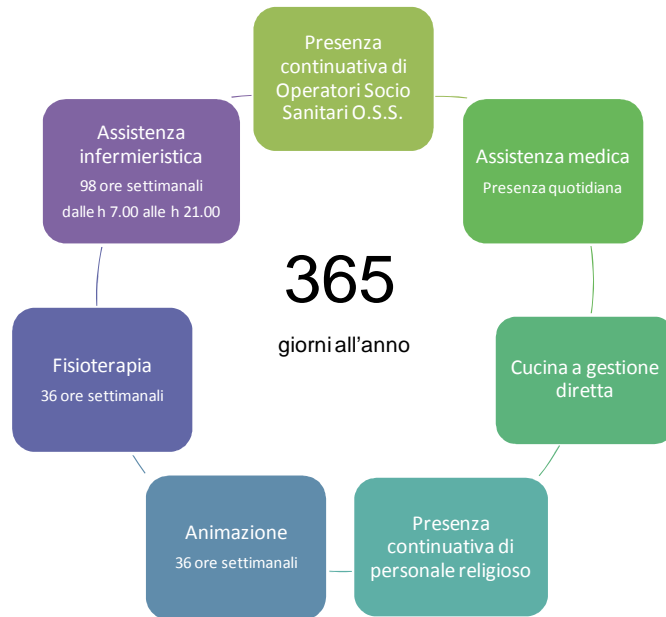 Presenza
continuativa di
Operatori Socio
Sanitari O.S.S.
Assistenza medica
Presenza quotidiana
Cucina a gestione
diretta
Presenza
continuativa di
personale religioso
Animazione
36 ore settimanali
Fisioterapia
36 ore settimanali
Assistenza
infermieristica
98 ore settimanali
dalle h 7.00 alle h 21.00
365
giorni all'anno